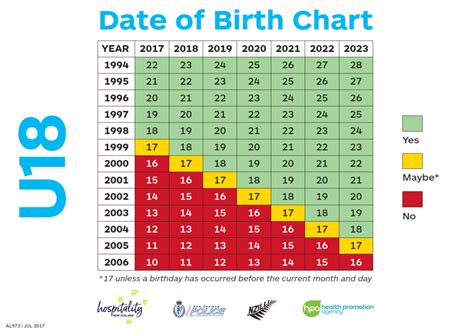 Date of Birth Chart
U18
YEAR 2017 2018 2019 2020 2021 2022 2023
1994 22 23 24 25 26 27 28
1995 21 22 23 24 25 26 27
1996 20 21 22 23 24 25 26
1997 19 20 21 22 23 24 25
1998 18 19 20 21 22 23 24
1999 17 18 19 20 21 22 23
2000 16 17 18 19 20 21 22
2001 15 16 17 18 19 20 21
2002 14 15 16 17 18 19 20
2003 13 14 15 16 17 18 19
2004 12 13 14 15 16 17 18
2005 11 12 13 14 15 16 17
2006 10 11 12 13 14 15 16
Yes
Maybe*
No
*17 unless a birthday has occurred before the current month and day
hospitality
POLICE
hpa health promotion
agency
AL973 | JUL 2017